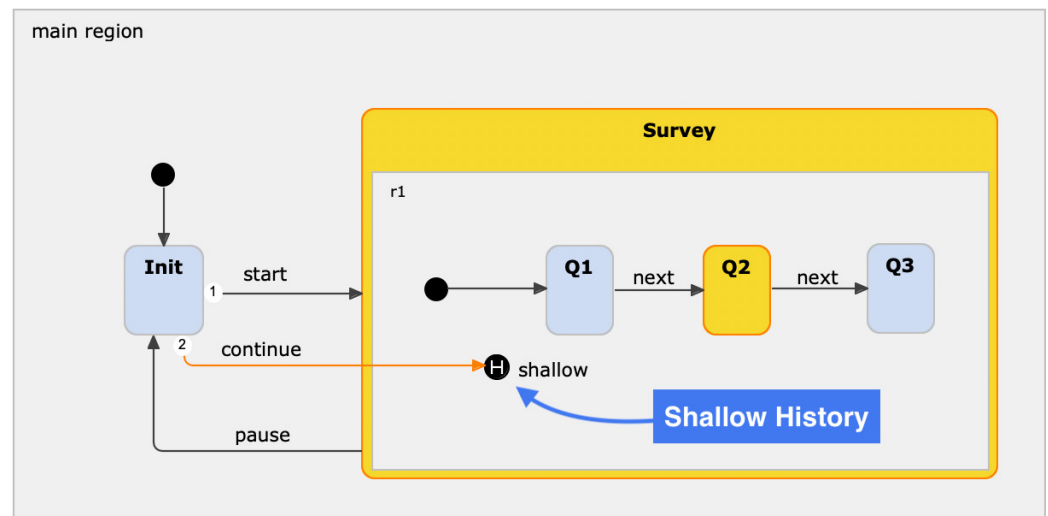 main region
Survey
r1
Init
start
1
2
continue
pause
Q1
next
Q2
next
Q3
H
shallow
Shallow History